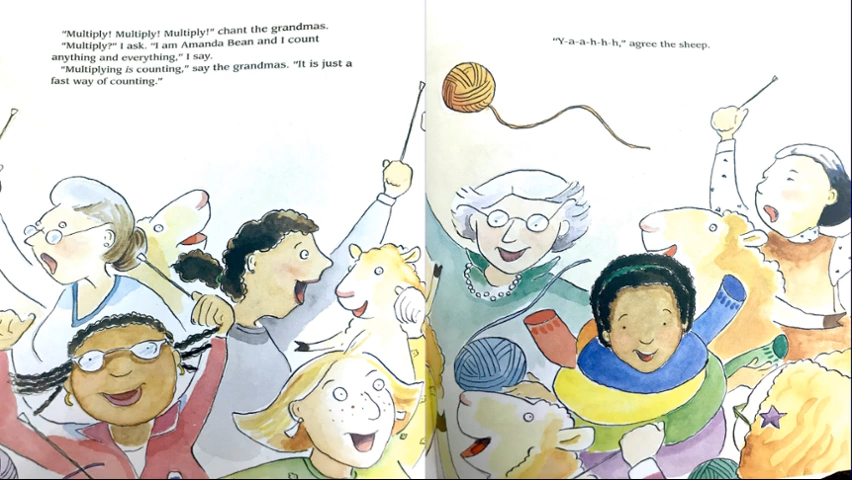 "Multiply! Multiply! Multiply!" chant the grandmas.
"Multiply?" I ask. "I am Amanda Bean and I count
anything and everything," I say.
"Multiplying is counting," say the grandmas. "It is just a
fast way of counting."
"Y-a-a-h-h-h," agree the sheep.